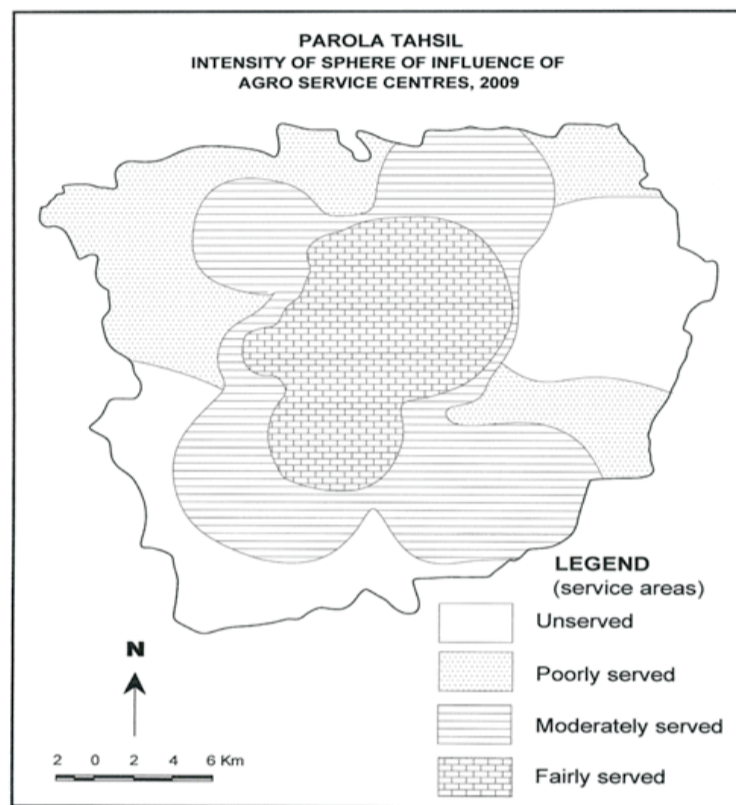 PAROLA TAHSIL
INTENSITY OF SPHERE OF INFLUENCE OF
AGRO SERVICE CENTRES, 2009
LEGEND
(service areas)
Unserved
Poorly served
Moderately served
Fairly served
N
2 0 2 4 6 Km